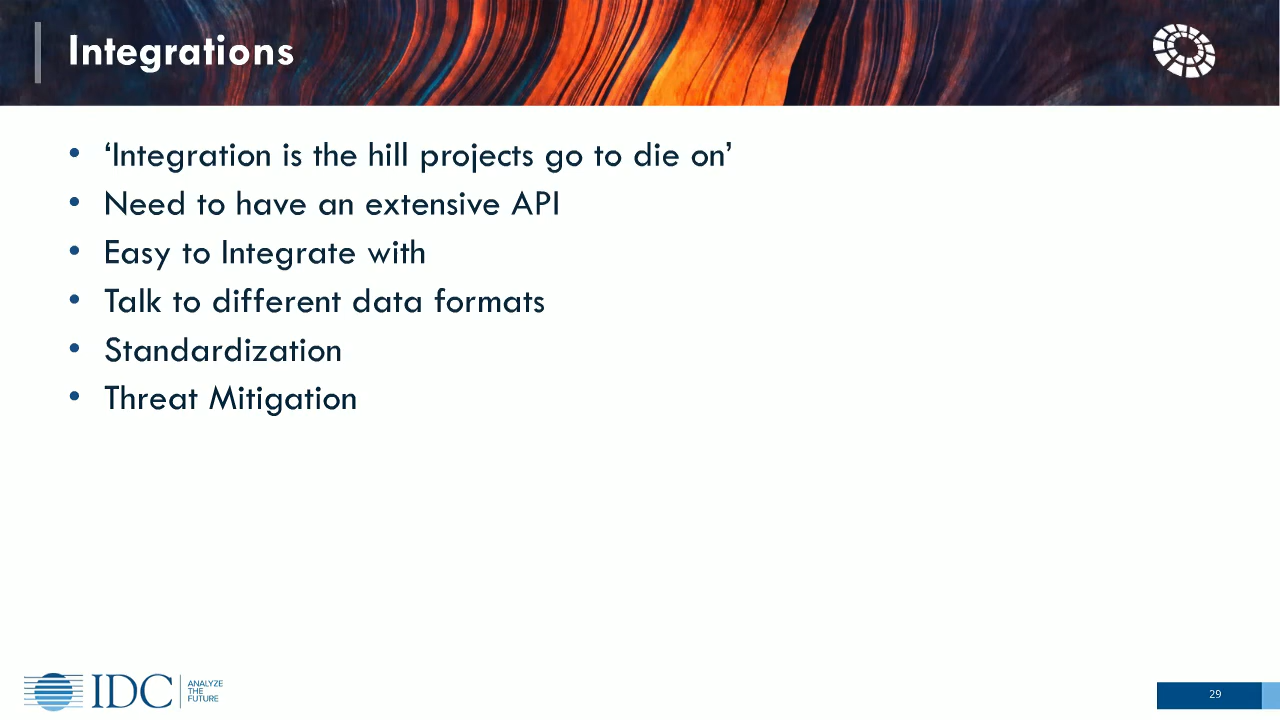 Integrations
• ‘Integration is the hill projects go to die on’
• Need to have an extensive API
• Easy to Integrate with
• Talk to different data formats
• Standardization
• Threat Mitigation
IDC
ANALYZE
THE
FUTURE
29